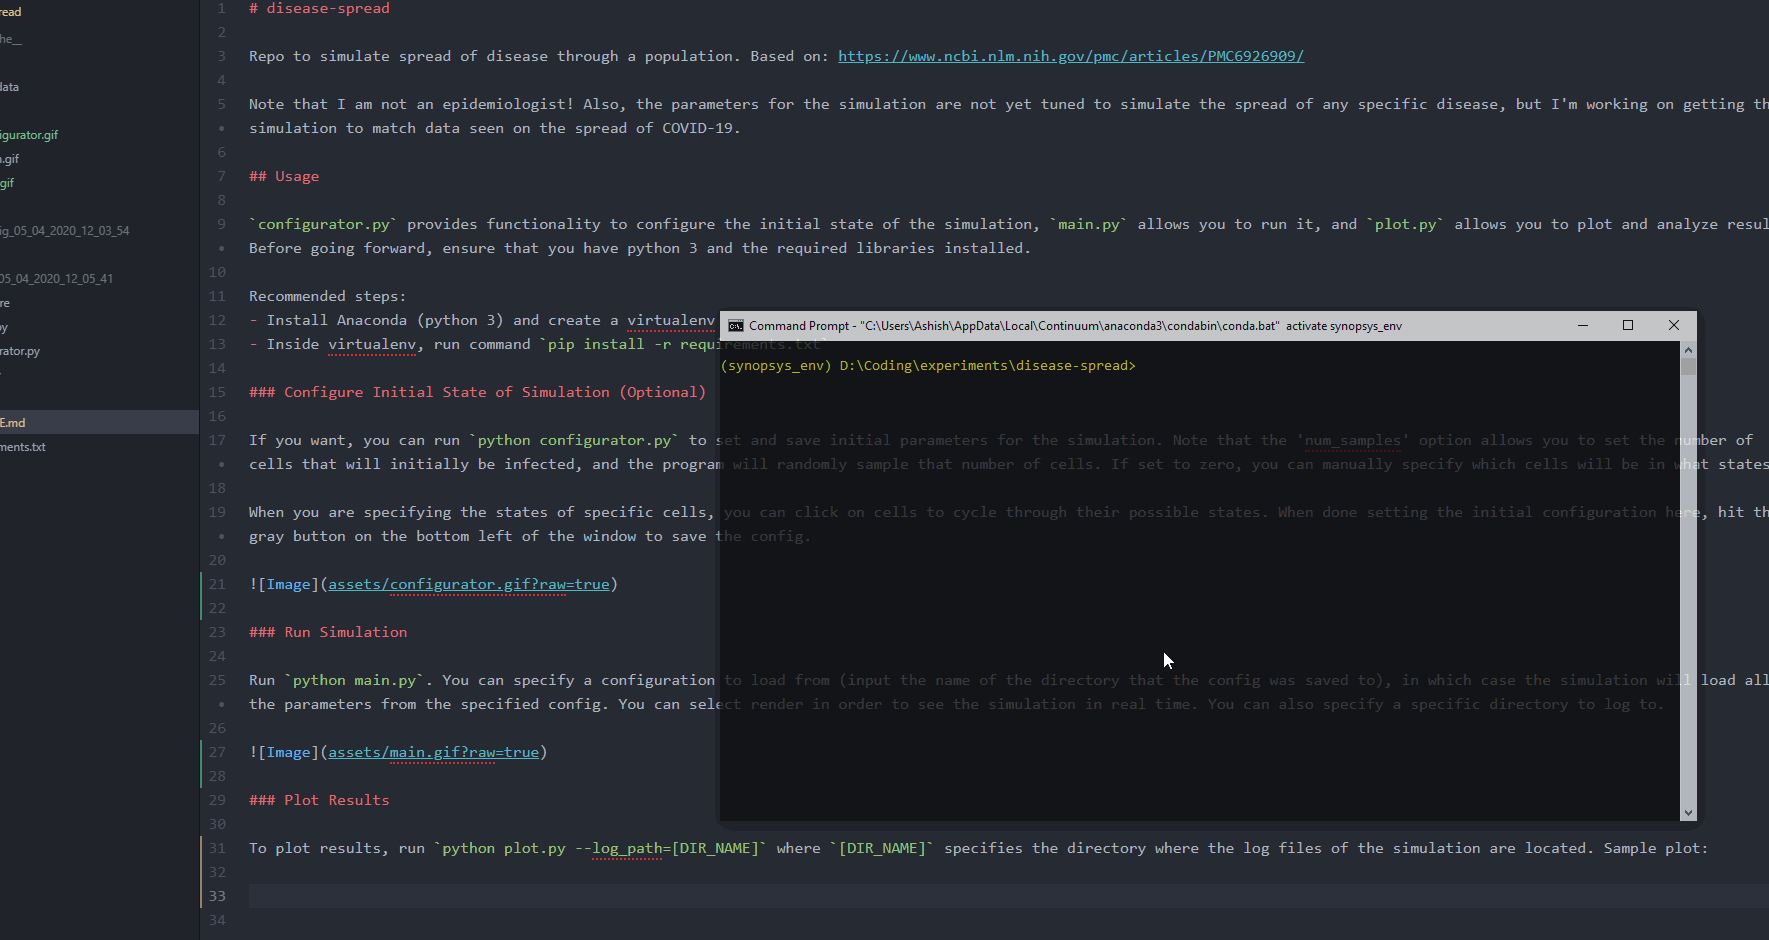 read
he__
data
igurator.gif
n.gif
gif
ig_05_04_2020_12_03_54
05_04_2020_12_05_41
re
py
rator.py
E.md
ments.txt
1 # disease-spread
2
3 Repo to simulate spread of disease through a population. Based on: https://www.ncbi.nlm.nih.gov/pmc/articles/PMC6926909/
4
5 Note that I am not an epidemiologist! Also, the parameters for the simulation are not yet tuned to simulate the spread of any specific disease, but I'm working on getting th
• simulation to match data seen on the spread of COVID-19.
6
7 ## Usage
8
9 `configurator.py` provides functionality to configure the initial state of the simulation, `main.py` allows you to run it, and `plot.py` allows you to plot and analyze resul
• Before going forward, ensure that you have python 3 and the required libraries installed.
10
11 Recommended steps:
12 - Install Anaconda (python 3) and create a virtualenv
13 - Inside virtualenv, run command `pip install -r requirements.txt`
14
15 ### Configure Initial State of Simulation (Optional)
16
17 If you want, you can run `python configurator.py` to set and save initial parameters for the simulation. Note that the 'num_samples' option allows you to set the number of
• cells that will initially be infected, and the program will randomly sample that number of cells. If set to zero, you can manually specify which cells will be in what states
18
19 When you are specifying the states of specific cells, you can click on cells to cycle through their possible states. When done setting the initial configuration here, hit th
• gray button on the bottom left of the window to save the config.
20
21 ![Image](assets/configurator.gif?raw=true)
22
23 ### Run Simulation
24
25 Run `python main.py`. You can specify a configuration to load from (input the name of the directory that the config was saved to), in which case the simulation will load all
• the parameters from the specified config. You can select render in order to see the simulation in real time. You can also specify a specific directory to log to.
26
27 ![Image](assets/main.gif?raw=true)
28
29 ### Plot Results
30
31 To plot results, run `python plot.py --log_path=[DIR_NAME]` where `[DIR_NAME]` specifies the directory where the log files of the simulation are located. Sample plot:
32
33
34
Command Prompt - "C:\Users\Ashish\AppData\Local\Continuum\anaconda3\condabin\conda.bat" activate synopsys_env
(synopsys_env) D:\Coding\experiments\disease-spread>